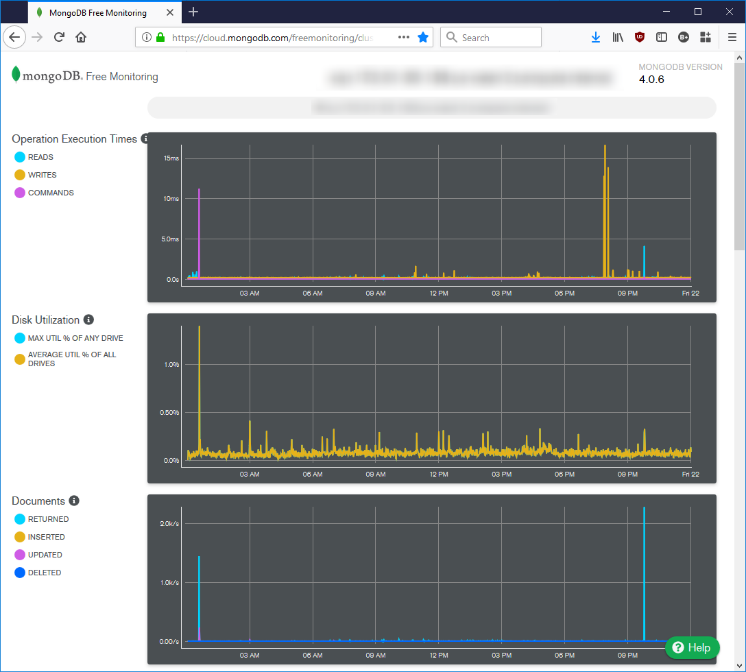 MongoDB Free Monitoring
https://cloud.mongodb.com/freemonitoring/clus
Search
mongoDB. Free Monitoring
MONGODB VERSION
4.0.6
Operation Execution Times
READS
WRITES
COMMANDS
15ms
10ms
5.0ms
0.0s
03 AM 06 AM 09 AM 12 PM 03 PM 06 PM 09 PM Fri 22
Disk Utilization
MAX UTIL % OF ANY DRIVE
AVERAGE UTIL % OF ALL
DRIVES
1.0%
0.50%
0.0%
03 AM 06 AM 09 AM 12 PM 03 PM 06 PM 09 PM Fri 22
Documents
RETURNED
INSERTED
UPDATED
DELETED
2.0k/s
1.0k/s
0.00/s
03 AM 06 AM 09 AM 12 PM 03 PM 06 PM 09 PM
Help